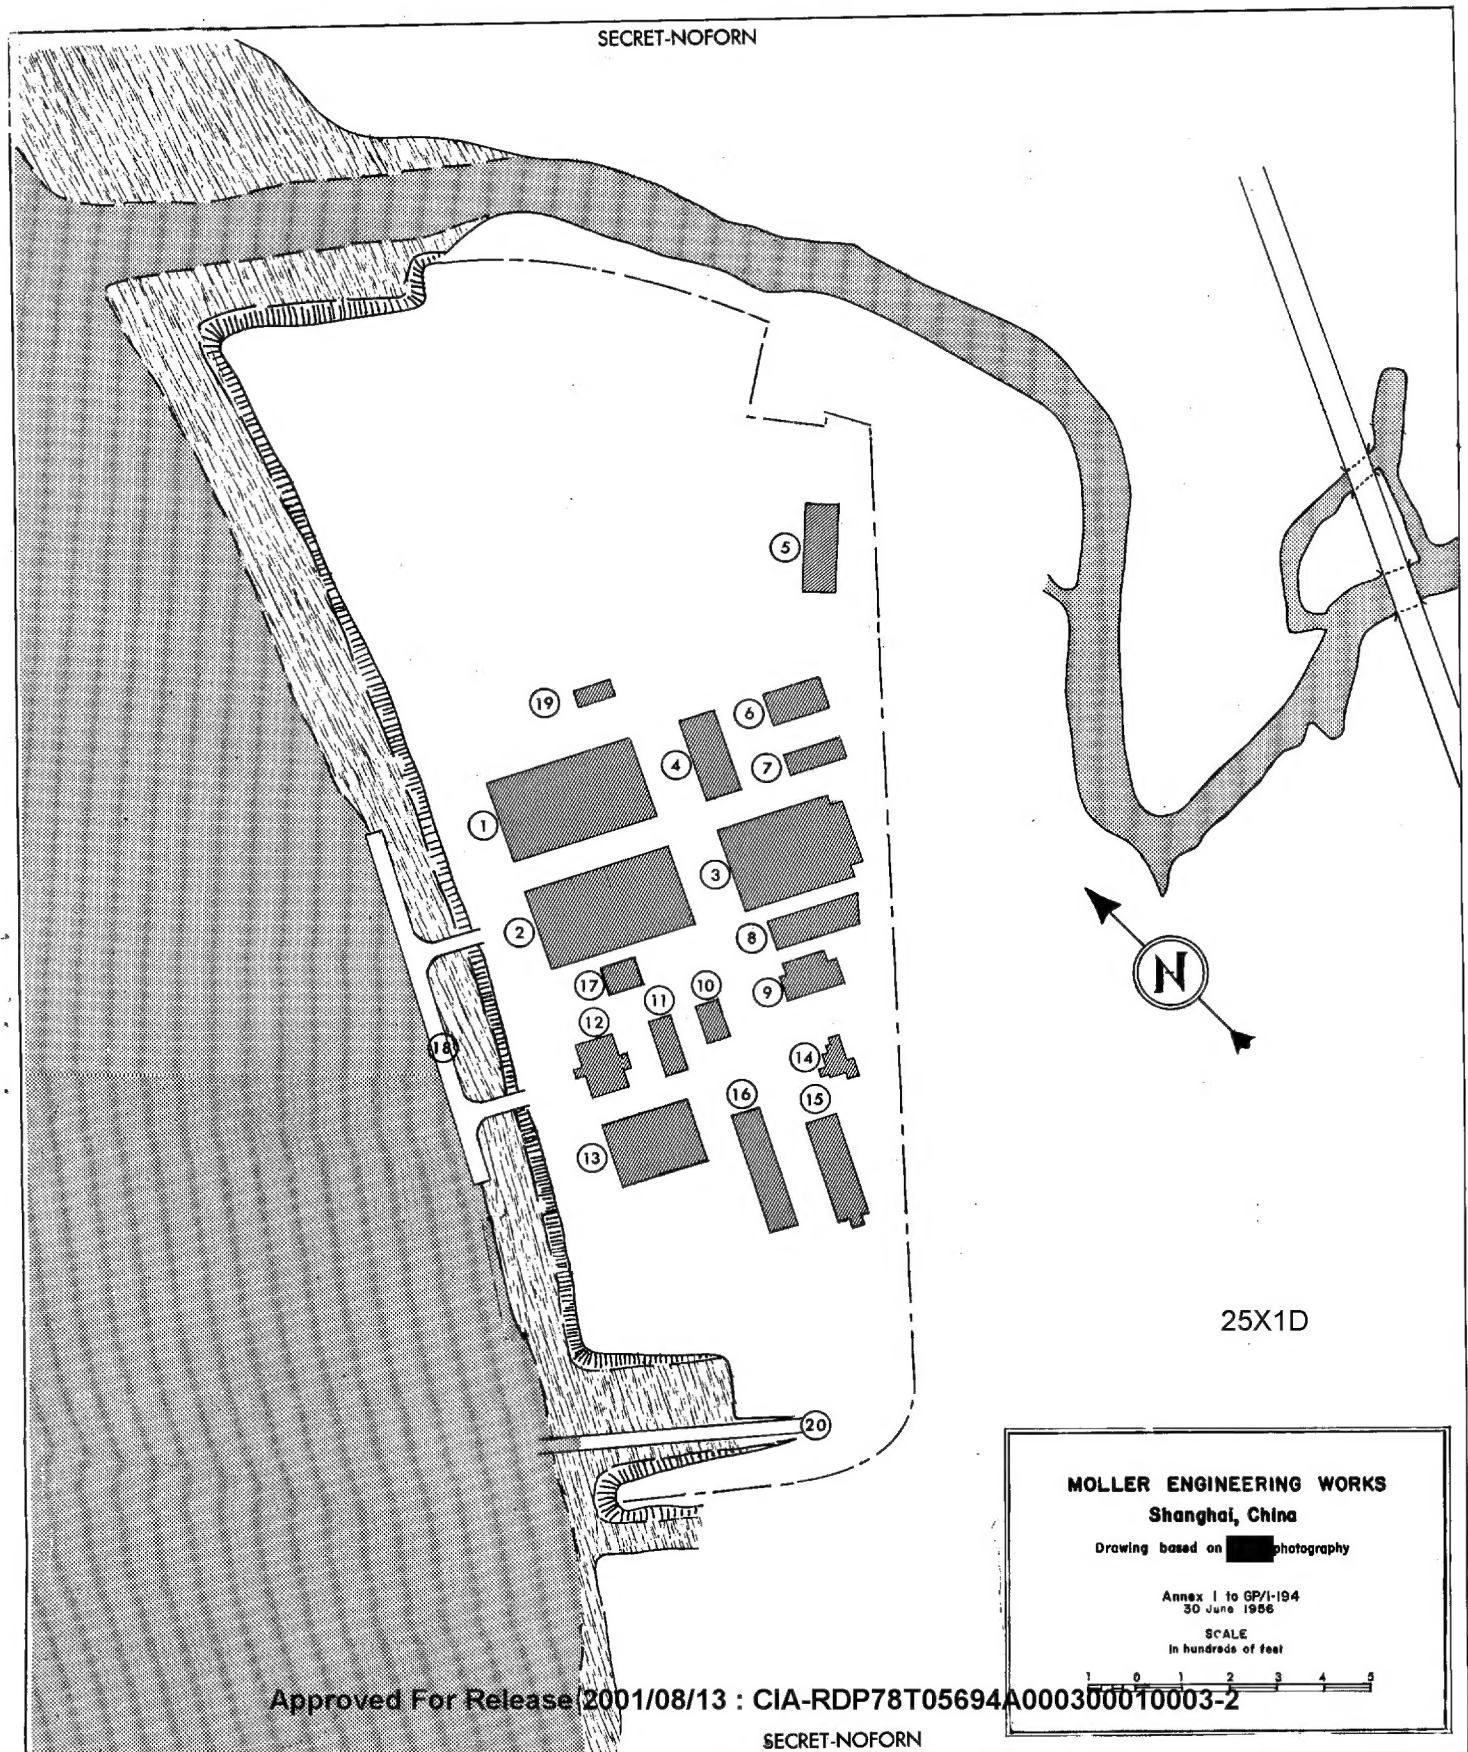 SECRET-NOFORN
5
19
6
4
7
1
3
2
8
17
10
9
11
12
18
14
16
15
13
N
25X1D
20
MOLLER ENGINEERING WORKS
Shanghai, China
Drawing based on photography
Annex I to GP/I-194
30 June 1956
SCALE
In hundreds of feet
1 0 1 2 3 4 5
Approved For Release 2001/08/13 : CIA-RDP78T05694A000300010003-2
SECRET-NOFORN